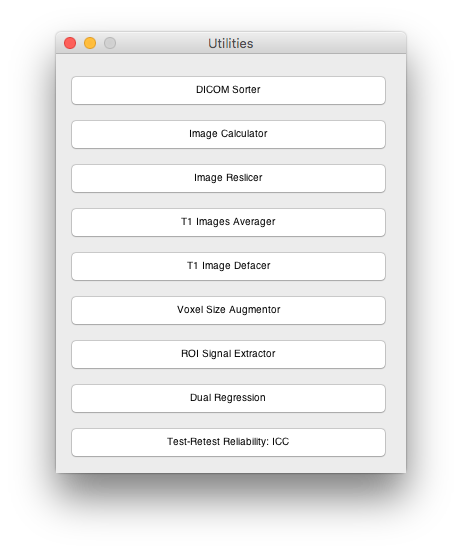 Utilities
DICOM Sorter
Image Calculator
Image Reslicer
T1 Images Averager
T1 Image Defacer
Voxel Size Augmentor
ROI Signal Extractor
Dual Regression
Test-Retest Reliability: ICC